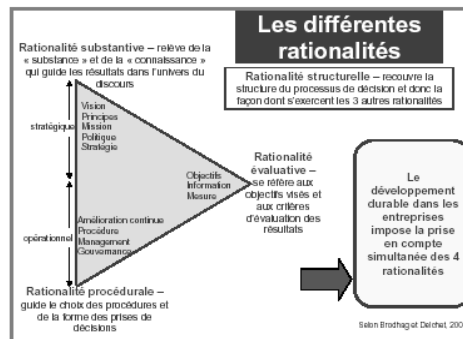 Les différentes
rationalités
Rationalité substantive – relève de la
« substance » et de la « connaissance »
qui guide les résultats dans l'univers du
discours
Rationalité structurelle – recouvre la
structure du processus de décision et donc la
façon dont s'exercent les 3 autres rationalités
stratégique
Vision
Principes
Mission
Politique
Stratégie
Objectifs
Information
Mesure
Rationalité
évaluative –
se réfère aux
objectifs visés et
aux critères
d'évaluation des
résultats
opérationnel
Amélioration continue
Procédure
Management
Gouvernance
Le
développement
durable dans les
entreprises
impose la prise
en compte
simultanée des 4
rationalités
Rationalité procédurale –
guide le choix des procédures et
de la forme des prises de
décisions
Selon Brodhag et Delchet, 200